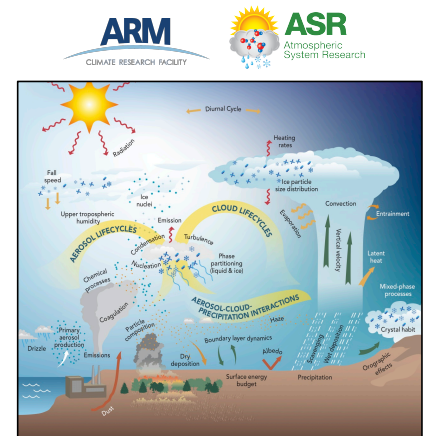 ARM
CLIMATE RESEARCH FACILITY
ASR
Atmospheric
System Research
Diurnal Cycle
Radiation
Heating
rates
Fall
speed
Ice
nuclei
Ice particle
size distribution
Upper tropospheric
humidity
Emission
CLOUD LIFECYCLES
Evaporation
Convection
Entrainment
AEROSOL LIFECYCLES
Condensation
Turbulence
Vertical velocity
Nucleation
Phase
partitioning
(liquid & ice)
Latent
heat
Chemical
processes
Mixed-phase
processes
AEROSOL-CLOUD-
PRECIPITATION INTERACTIONS
Coagulation
Haze
Particle
composition
Primary
aerosol
production
Drizzle
Emissions
Boundary layer dynamics
Scavenging
Wet deposition
Crystal habit
Dry
deposition
Albedo
Orographic
effects
Surface energy
budget
Precipitation
Dust